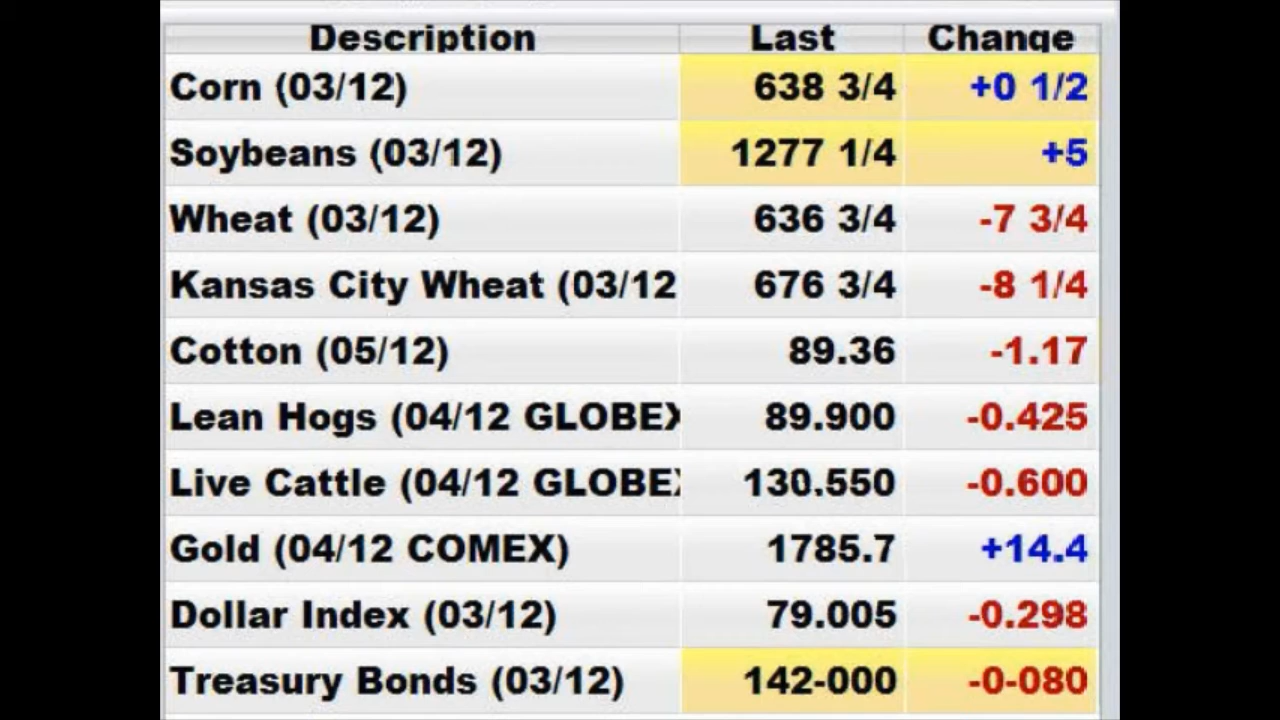 Description Last Change
Corn (03/12) 638 3/4 +0 1/2
Soybeans (03/12) 1277 1/4 +5
Wheat (03/12) 636 3/4 -7 3/4
Kansas City Wheat (03/12 676 3/4 -8 1/4
Cotton (05/12) 89.36 -1.17
Lean Hogs (04/12 GLOBEX 89.900 -0.425
Live Cattle (04/12 GLOBEX 130.550 -0.600
Gold (04/12 COMEX) 1785.7 +14.4
Dollar Index (03/12) 79.005 -0.298
Treasury Bonds (03/12) 142-000 -0-080